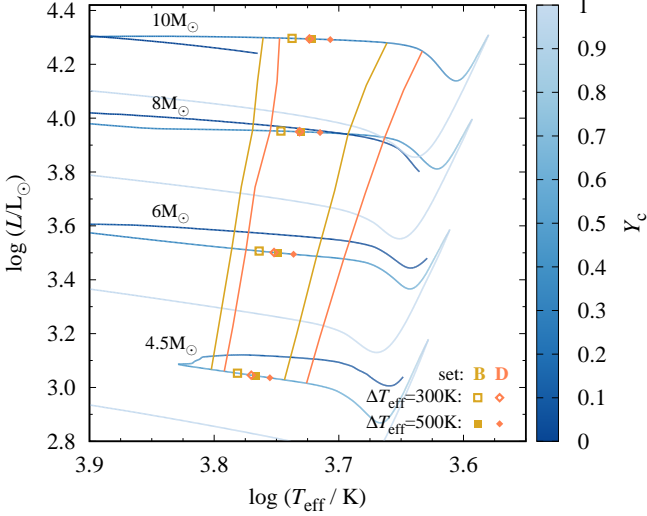 4.4
4.2
4.0
3.8
3.6
3.4
3.2
3.0
2.8
log (L/L☉)
10M☉
8M☉
6M☉
4.5M☉
set: B D
ΔTeff=300K:
ΔTeff=500K:
3.9 3.8 3.7 3.6
log (Teff / K)
1
0.9
0.8
0.7
0.6
0.5
0.4
0.3
0.2
0.1
0
Yc